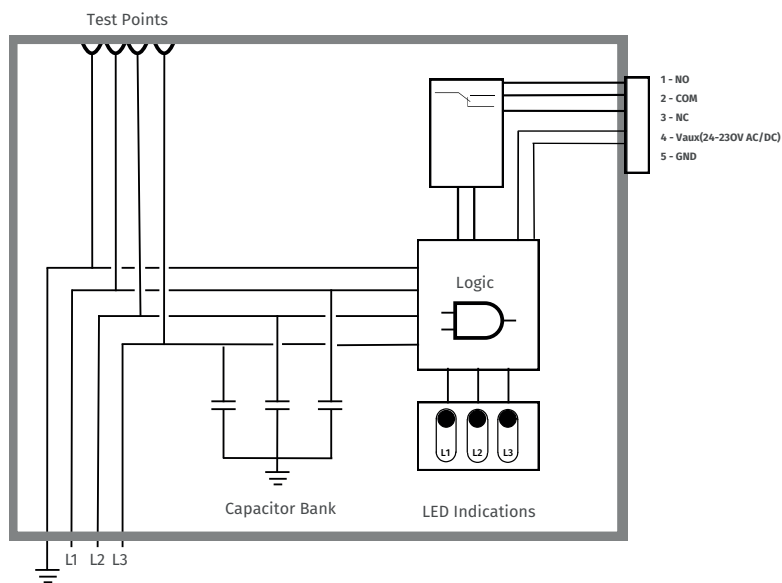 Test Points
1 - NO
2 - COM
3 - NC
4 - Vaux(24-230V AC/DC)
5 - GND
Logic
L1 L2 L3
Capacitor Bank
LED Indications
L1 L2 L3